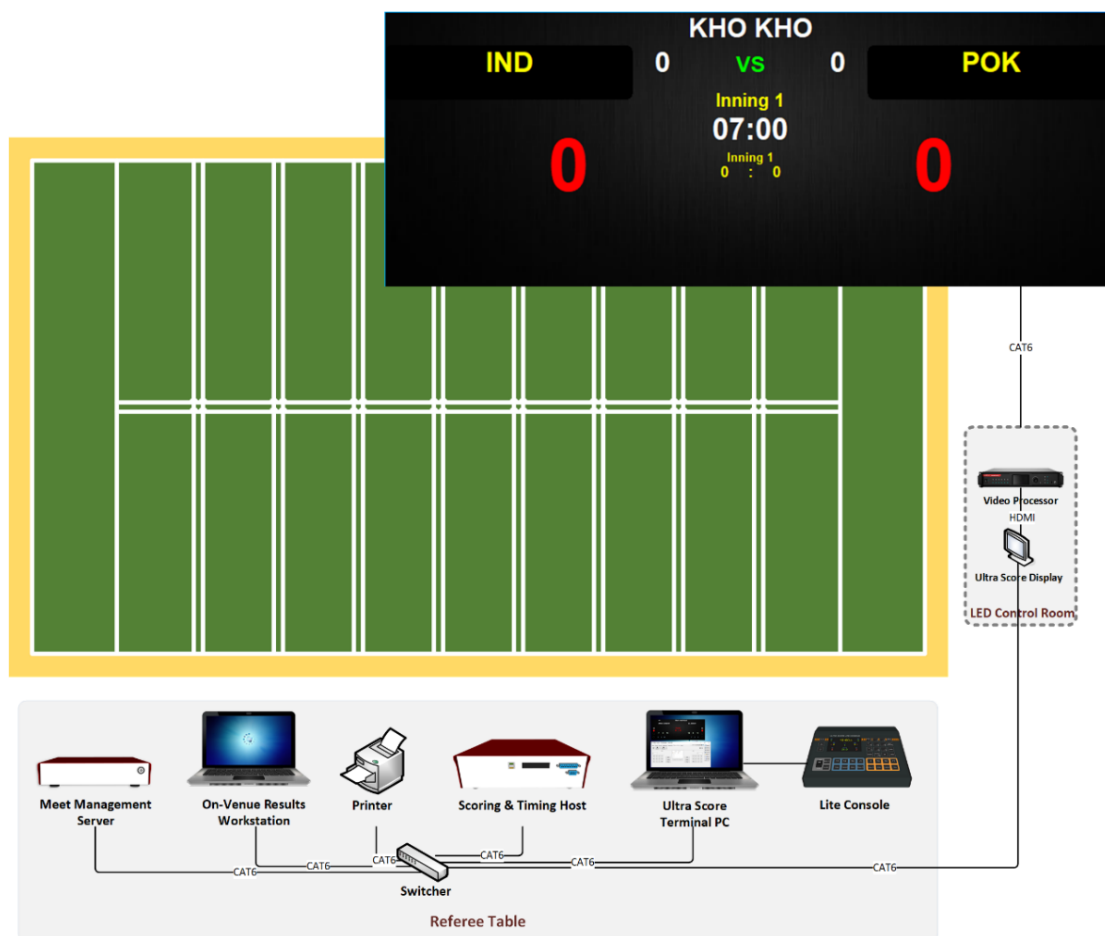 KHO KHO
IND 0 VS 0 POK
Inning 1
07:00
0 0
Inning 1
0 : 0
CAT6
Video Processor
HDMI
Ultra Score Display
LED Control Room
Meet Management
Server
On-Venue Results
Workstation
Printer
Scoring & Timing Host
Ultra Score
Terminal PC
Lite Console
CAT6
CAT6
CAT6
CAT6
CAT6
CAT6
Switcher
Referee Table